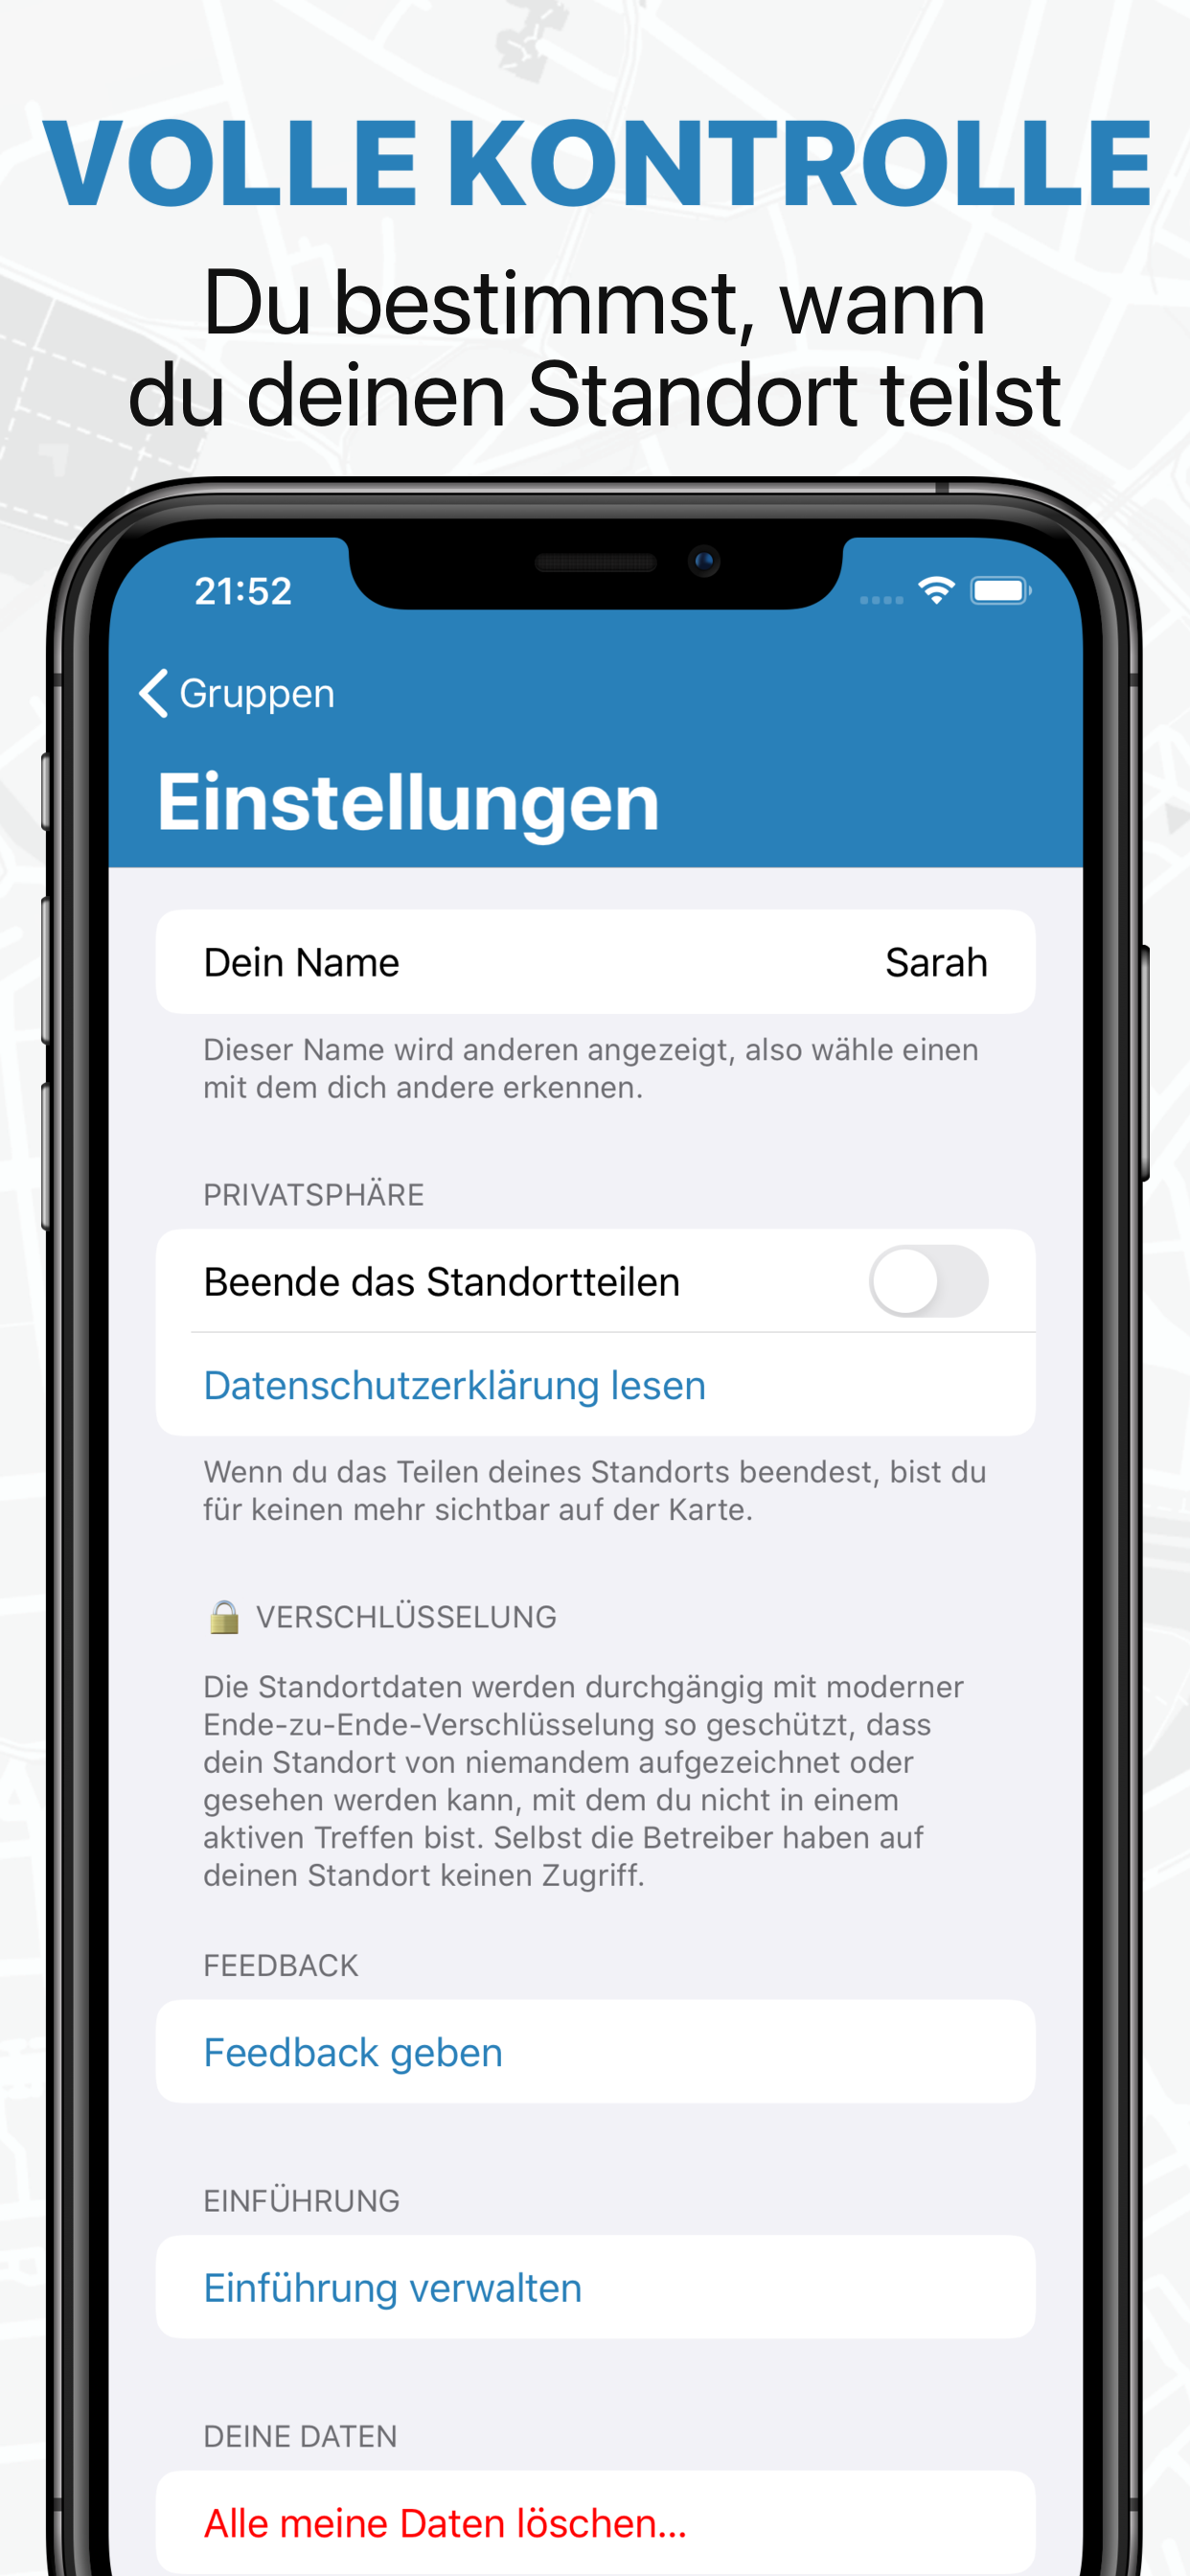 VOLLE KONTROLLE
Du bestimmst, wann
du deinen Standort teilst
21:52
Gruppen
Einstellungen
Dein Name Sarah
Dieser Name wird anderen angezeigt, also wähle einen
mit dem dich andere erkennen.
PRIVATSPHÄRE
Beende das Standortteilen
Datenschutzerklärung lesen
Wenn du das Teilen deines Standorts beendest, bist du
für keinen mehr sichtbar auf der Karte.
🔒 VERSCHLÜSSELUNG
Die Standortdaten werden durchgängig mit moderner
Ende-zu-Ende-Verschlüsselung so geschützt, dass
dein Standort von niemandem aufgezeichnet oder
gesehen werden kann, mit dem du nicht in einem
aktiven Treffen bist. Selbst die Betreiber haben auf
deinen Standort keinen Zugriff.
FEEDBACK
Feedback geben
EINFÜHRUNG
Einführung verwalten
DEINE DATEN
Alle meine Daten löschen...